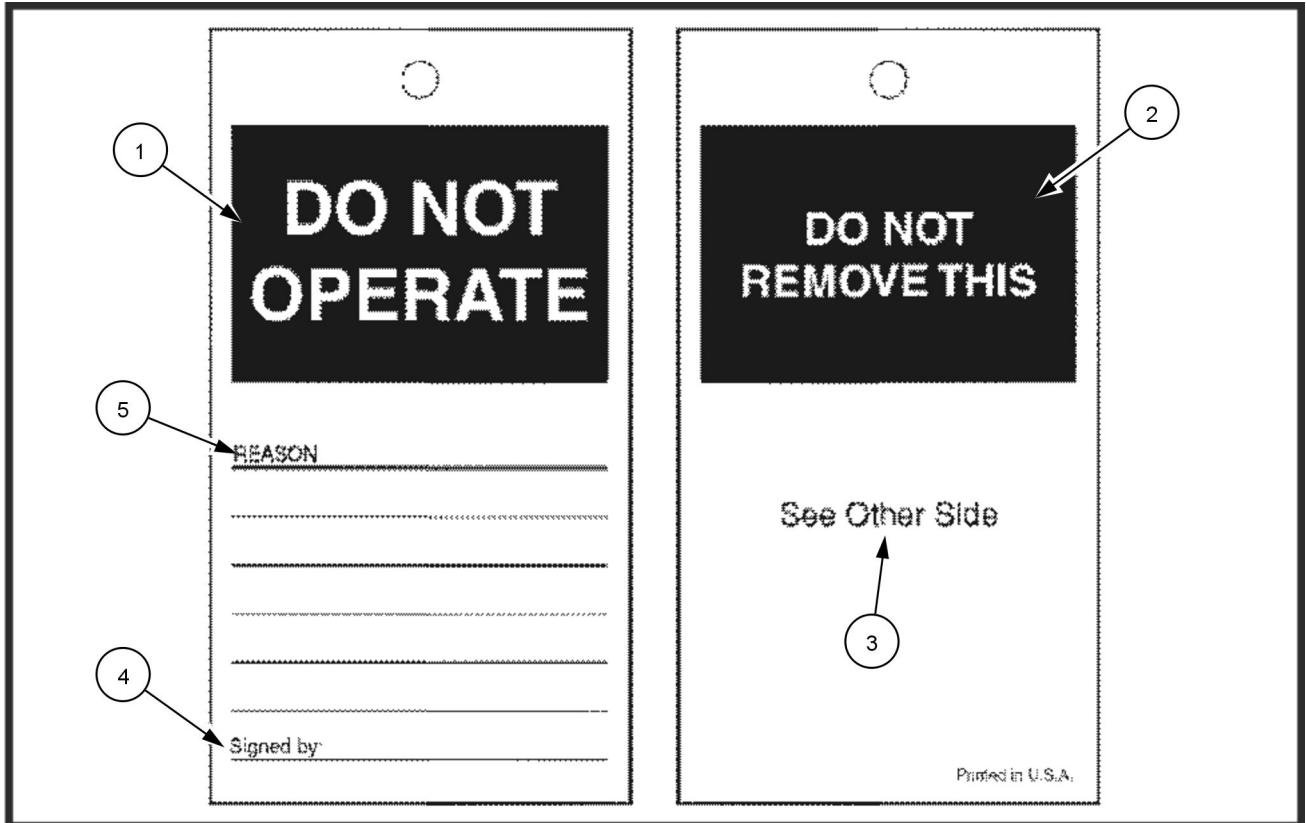 DO NOT
OPERATE
REASON
Signed by:
DO NOT
REMOVE THIS
See Other Side
Printed in U.S.A.
1
2
3
4
5